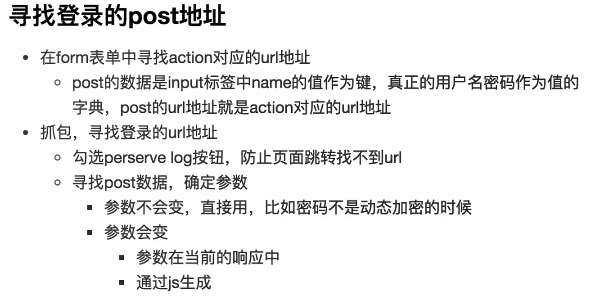 寻找登录的post地址
在form表单中寻找action对应的url地址
post的数据是input标签中name的值作为键，真正的用户名密码作为值的
字典，post的url地址就是action对应的url地址
抓包，寻找登录的url地址
勾选perserve log按钮，防止页面跳转找不到url
寻找post数据，确定参数
参数不会变，直接用，比如密码不是动态加密的时候
参数会变
参数在当前的响应中
通过js生成